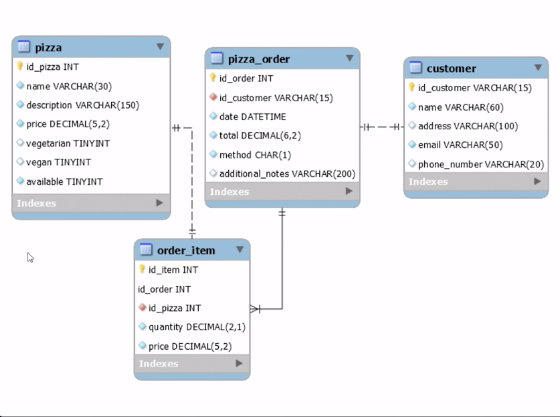 pizza
id_pizza INT
name VARCHAR(30)
description VARCHAR(150)
price DECIMAL(5,2)
vegetarian TINYINT
vegan TINYINT
available TINYINT
Indexes
pizza_order
id_order INT
id_customer VARCHAR(15)
date DATETIME
total DECIMAL(6,2)
method CHAR(1)
additional_notes VARCHAR(200)
Indexes
customer
id_customer VARCHAR(15)
name VARCHAR(60)
address VARCHAR(100)
email VARCHAR(50)
phone_number VARCHAR(20)
Indexes
order_item
id_item INT
id_order INT
id_pizza INT
quantity DECIMAL(2,1)
price DECIMAL(5,2)
Indexes